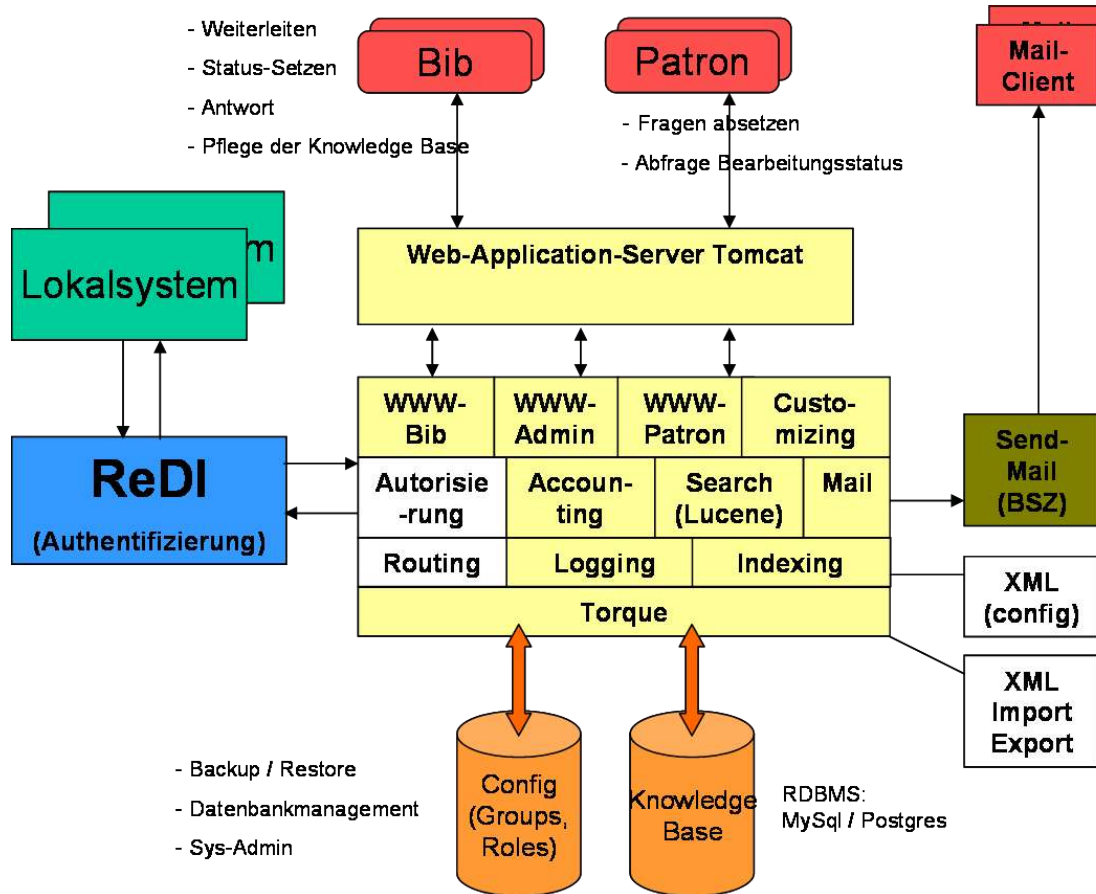 - Weiterleiten
- Status-Setzen
- Antwort
- Pflege der Knowledge Base
Bib
Patron
- Fragen absetzen
- Abfrage Bearbeitungsstatus
Mail-
Client
m
Lokalsystem
Web-Application-Server Tomcat
ReDI
(Authentifizierung)
WWW-
Bib
WWW-
Admin
WWW-
Patron
Custo-
mizing
Autorisie
-rung
Accoun-
ting
Search
(Lucene)
Mail
Routing
Logging
Indexing
Torque
Send-
Mail
(BSZ)
XML
(config)
XML
Import
Export
- Backup / Restore
- Datenbankmanagement
- Sys-Admin
Config
(Groups,
Roles)
Knowledge
Base
RDBMS:
MySql / Postgres